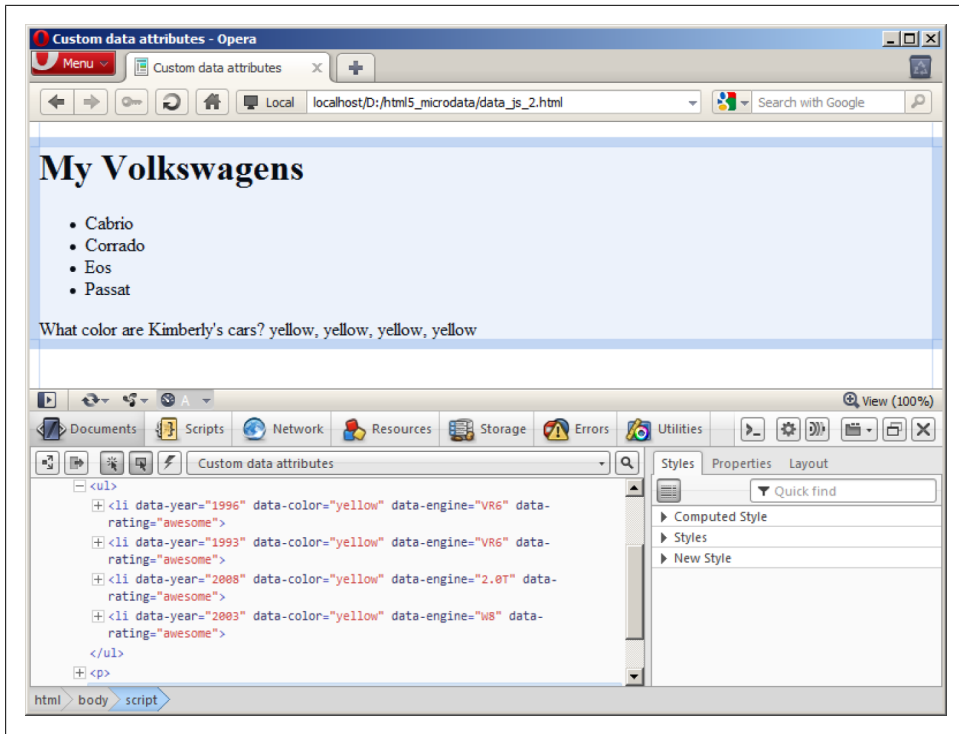 Custom data attributes - Opera
Menu
Custom data attributes
Local
localhost/D:/html5_microdata/data_js_2.html
Search with Google
My Volkswagens
• Cabrio
• Corrado
• Eos
• Passat
What color are Kimberly's cars? yellow, yellow, yellow, yellow
A
View (100%)
Documents
Scripts
Network
Resources
Storage
Errors
Utilities
Custom data attributes
Styles
Properties
Layout
Quick find
Computed Style
Styles
New Style
<ul>
<li data-year="1996" data-color="yellow" data-engine="VR6" data-
rating="awesome">
<li data-year="1993" data-color="yellow" data-engine="VR6" data-
rating="awesome">
<li data-year="2008" data-color="yellow" data-engine="2.0T" data-
rating="awesome">
<li data-year="2003" data-color="yellow" data-engine="W8" data-
rating="awesome">
</ul>
<p>
html
body
script